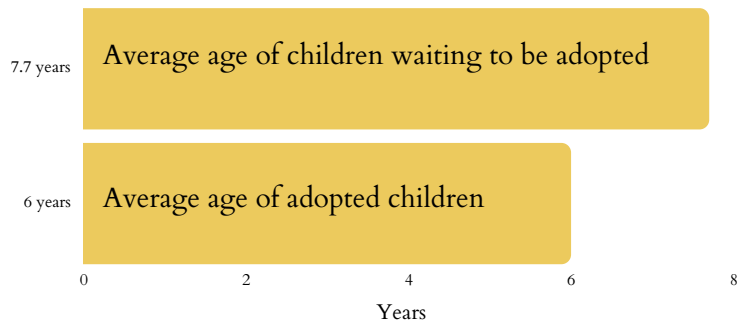 7.7 years
Average age of children waiting to be adopted
6 years
Average age of adopted children
0 2 4 6 8
Years